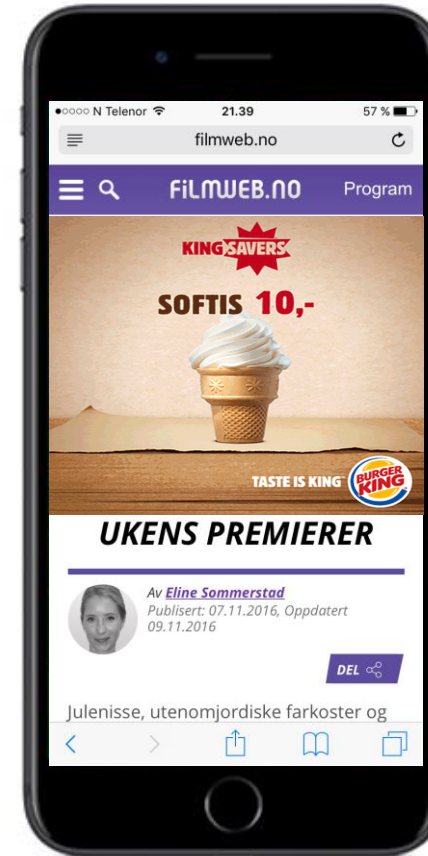 ●oooo N Telenor 21.39 57 %
filmweb.no
FiLMWEB.NO Program
KING SAVERS
SOFTIS 10,-
TASTE IS KING BURGER KING
UKENS PREMIERER
Av Eline Sommerstad
Publisert: 07.11.2016, Oppdatert
09.11.2016
DEL
Julenisse, utenomjordiske farkoster og